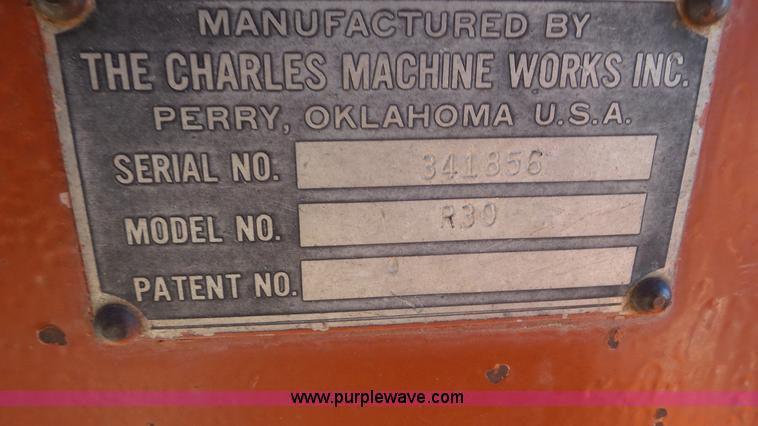 MANUFACTURED BY
THE CHARLES MACHINE WORKS INC.
PERRY, OKLAHOMA U.S.A.
SERIAL NO. 341856
MODEL NO. R30
PATENT NO.
www.purplewave.com